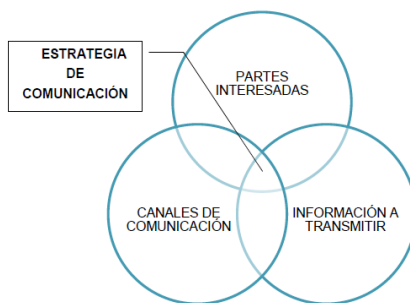 ESTRATEGIA
DE
COMUNICACIÓN
PARTES
INTERESADAS
CANALES DE
COMUNICACIÓN
INFORMACIÓN A
TRANSMITIR